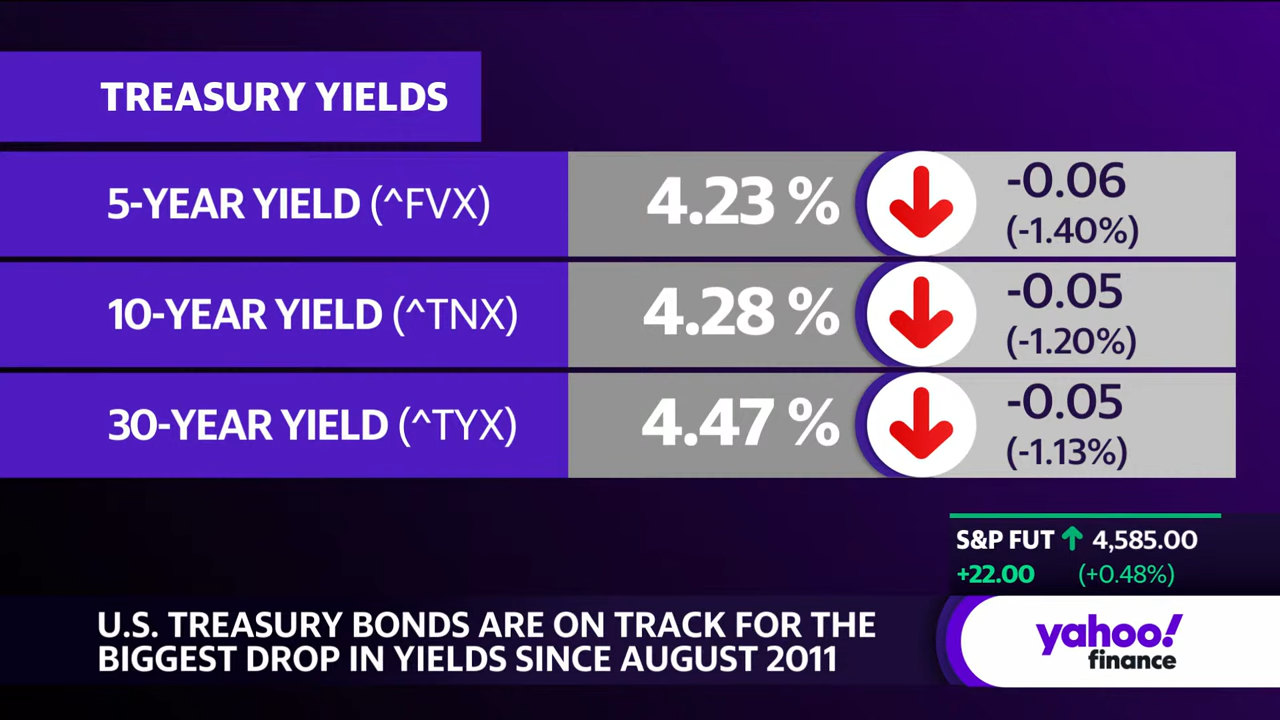 TREASURY YIELDS
5-YEAR YIELD (^FVX) 4.23 % -0.06
(-1.40%)
10-YEAR YIELD (^TNX) 4.28 % -0.05
(-1.20%)
30-YEAR YIELD (^TYX) 4.47 % -0.05
(-1.13%)
S&P FUT 4,585.00
+22.00 (+0.48%)
U.S. TREASURY BONDS ARE ON TRACK FOR THE
BIGGEST DROP IN YIELDS SINCE AUGUST 2011
yahoo!
finance